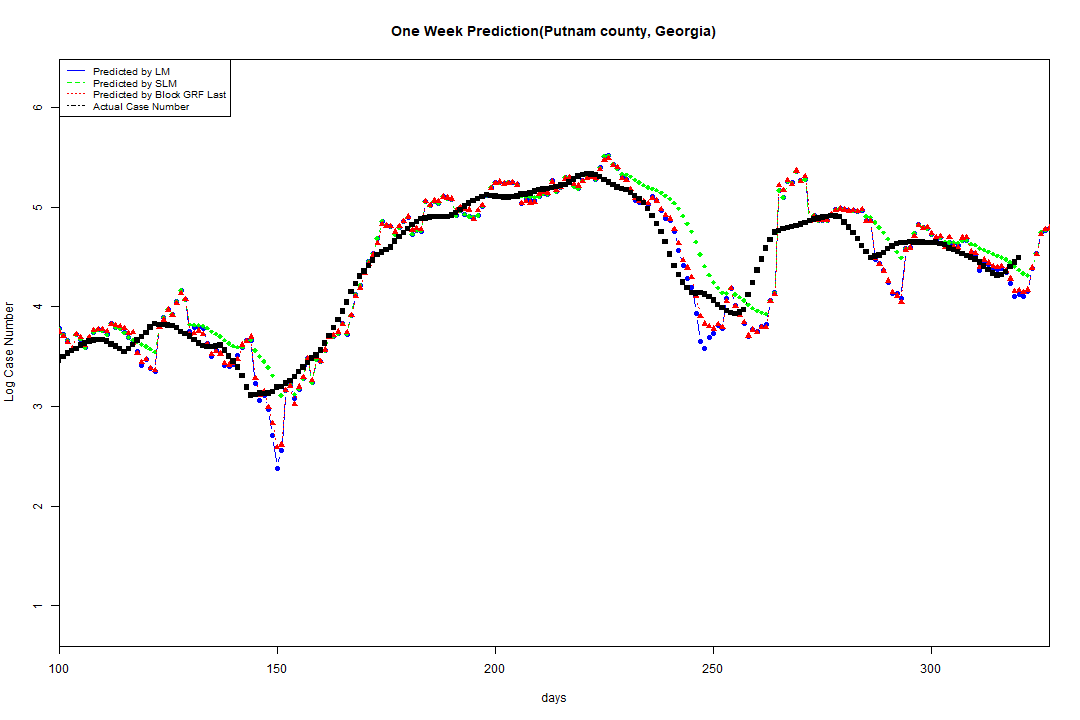 One Week Prediction(Putnam county, Georgia)
Predicted by LM
Predicted by SLM
Predicted by Block GRF Last
Actual Case Number
Log Case Number
6
5
4
3
2
1
100 150 200 250 300
days